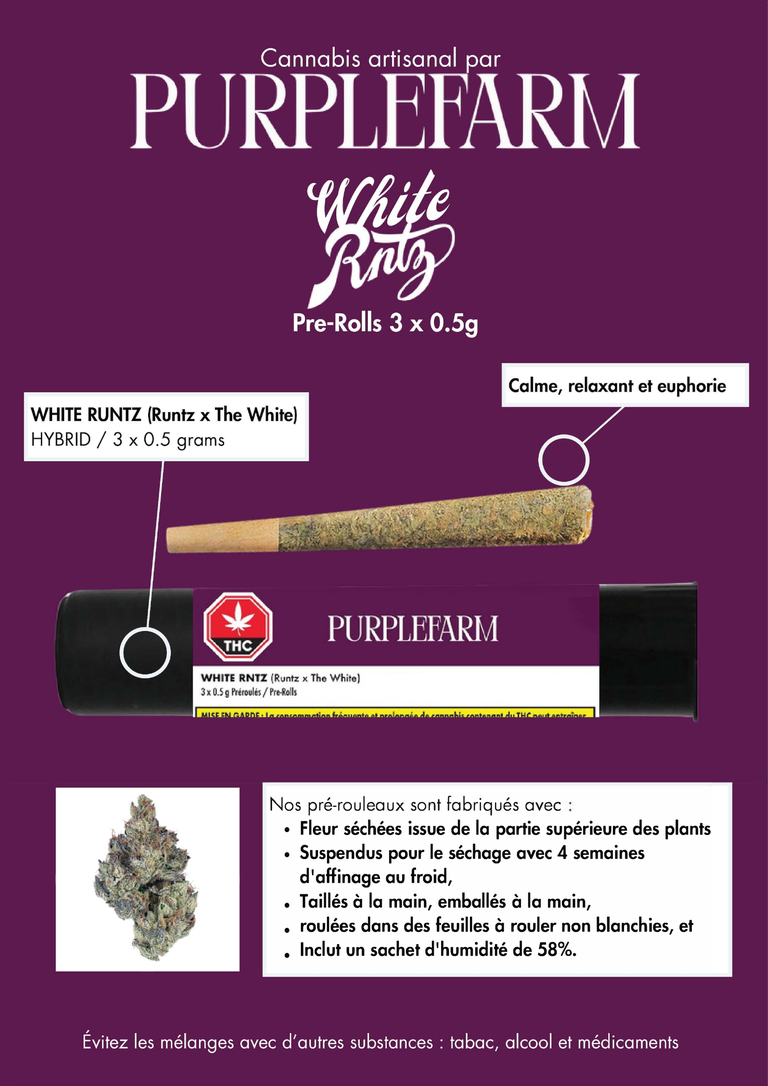 Cannabis artisanal par
PURPLEFARM
White
Rntz
Pre-Rolls 3 x 0.5g
Calme, relaxant et euphorie
WHITE RUNTZ (Runtz x The White)
HYBRID / 3 x 0.5 grams
THC
PURPLEFARM
WHITE RNTZ (Runtz x The White)
3 x 0.5 g Préroulés / Pre-Rolls
MISE EN GARDE : La consommation fréquente et prolongée de cannabis contenant du THC peut entraîner
Nos pré-rouleaux sont fabriqués avec :
• Fleur séchées issue de la partie supérieure des plants
• Suspendus pour le séchage avec 4 semaines
d'affinage au froid,
• Taillés à la main, emballés à la main,
• roulées dans des feuilles à rouler non blanchies, et
• Inclut un sachet d'humidité de 58%.
Évitez les mélanges avec d’autres substances : tabac, alcool et médicaments